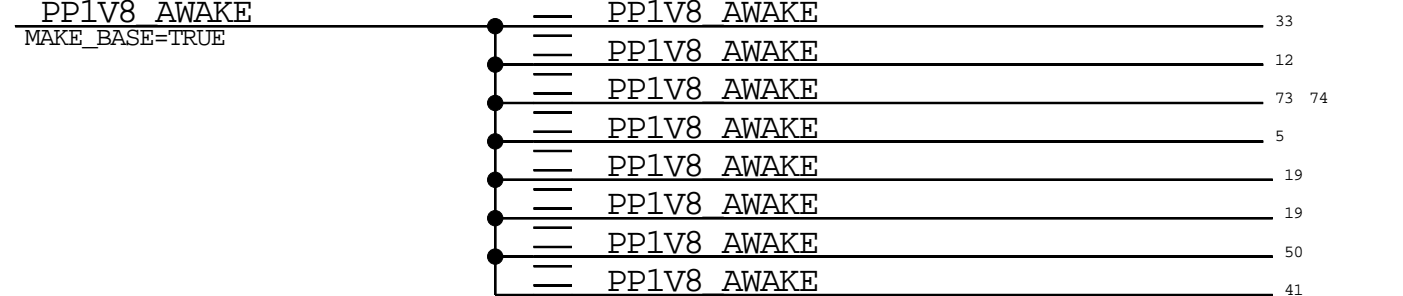 PP1V8_AWAKE
MAKE_BASE=TRUE
PP1V8_AWAKE 33
PP1V8_AWAKE 12
PP1V8_AWAKE 73 74
PP1V8_AWAKE 5
PP1V8_AWAKE 19
PP1V8_AWAKE 19
PP1V8_AWAKE 50
PP1V8_AWAKE 41